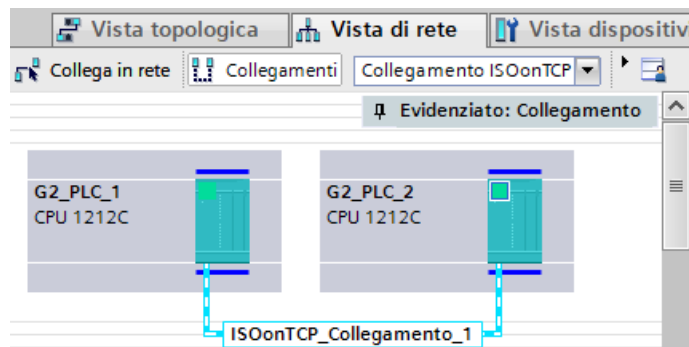 Vista topologica
Vista di rete
Vista dispositiv
Collega in rete
Collegamenti
Collegamento ISOonTCP
Evidenziato: Collegamento
G2_PLC_1
CPU 1212C
G2_PLC_2
CPU 1212C
ISOonTCP_Collegamento_1